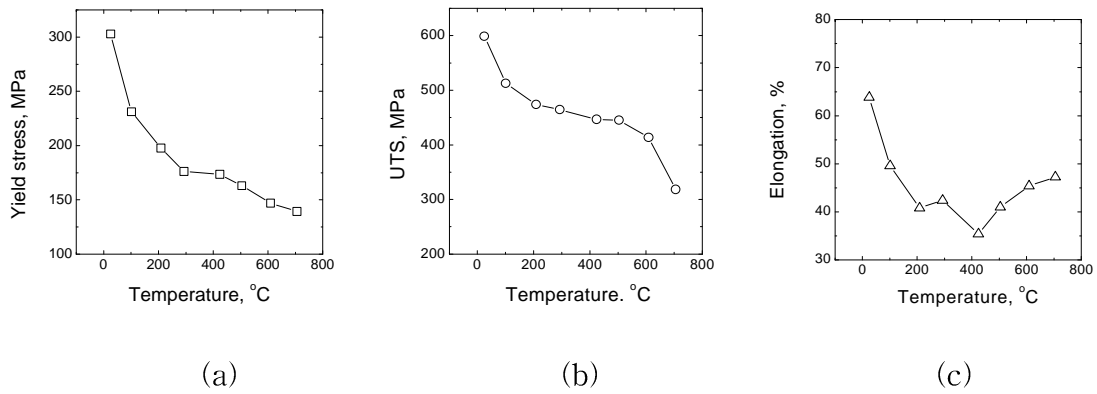 300
250
200
150
100
Yield stress, MPa
0 200 400 600 800
Temperature, °C
(a)
600
500
400
300
200
UTS, MPa
0 200 400 600 800
Temperature. °C
(b)
80
70
60
50
40
30
Elongation, %
0 200 400 600 800
Temperature, °C
(c)